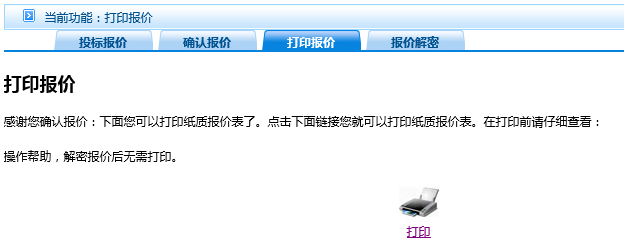 当前功能：打印报价
投标报价 确认报价 打印报价 报价解密
打印报价
感谢您确认报价：下面您可以打印纸质报价表了。点击下面链接您就可以打印纸质报价表。在打印前请仔细查看：
操作帮助，解密报价后无需打印。
打印